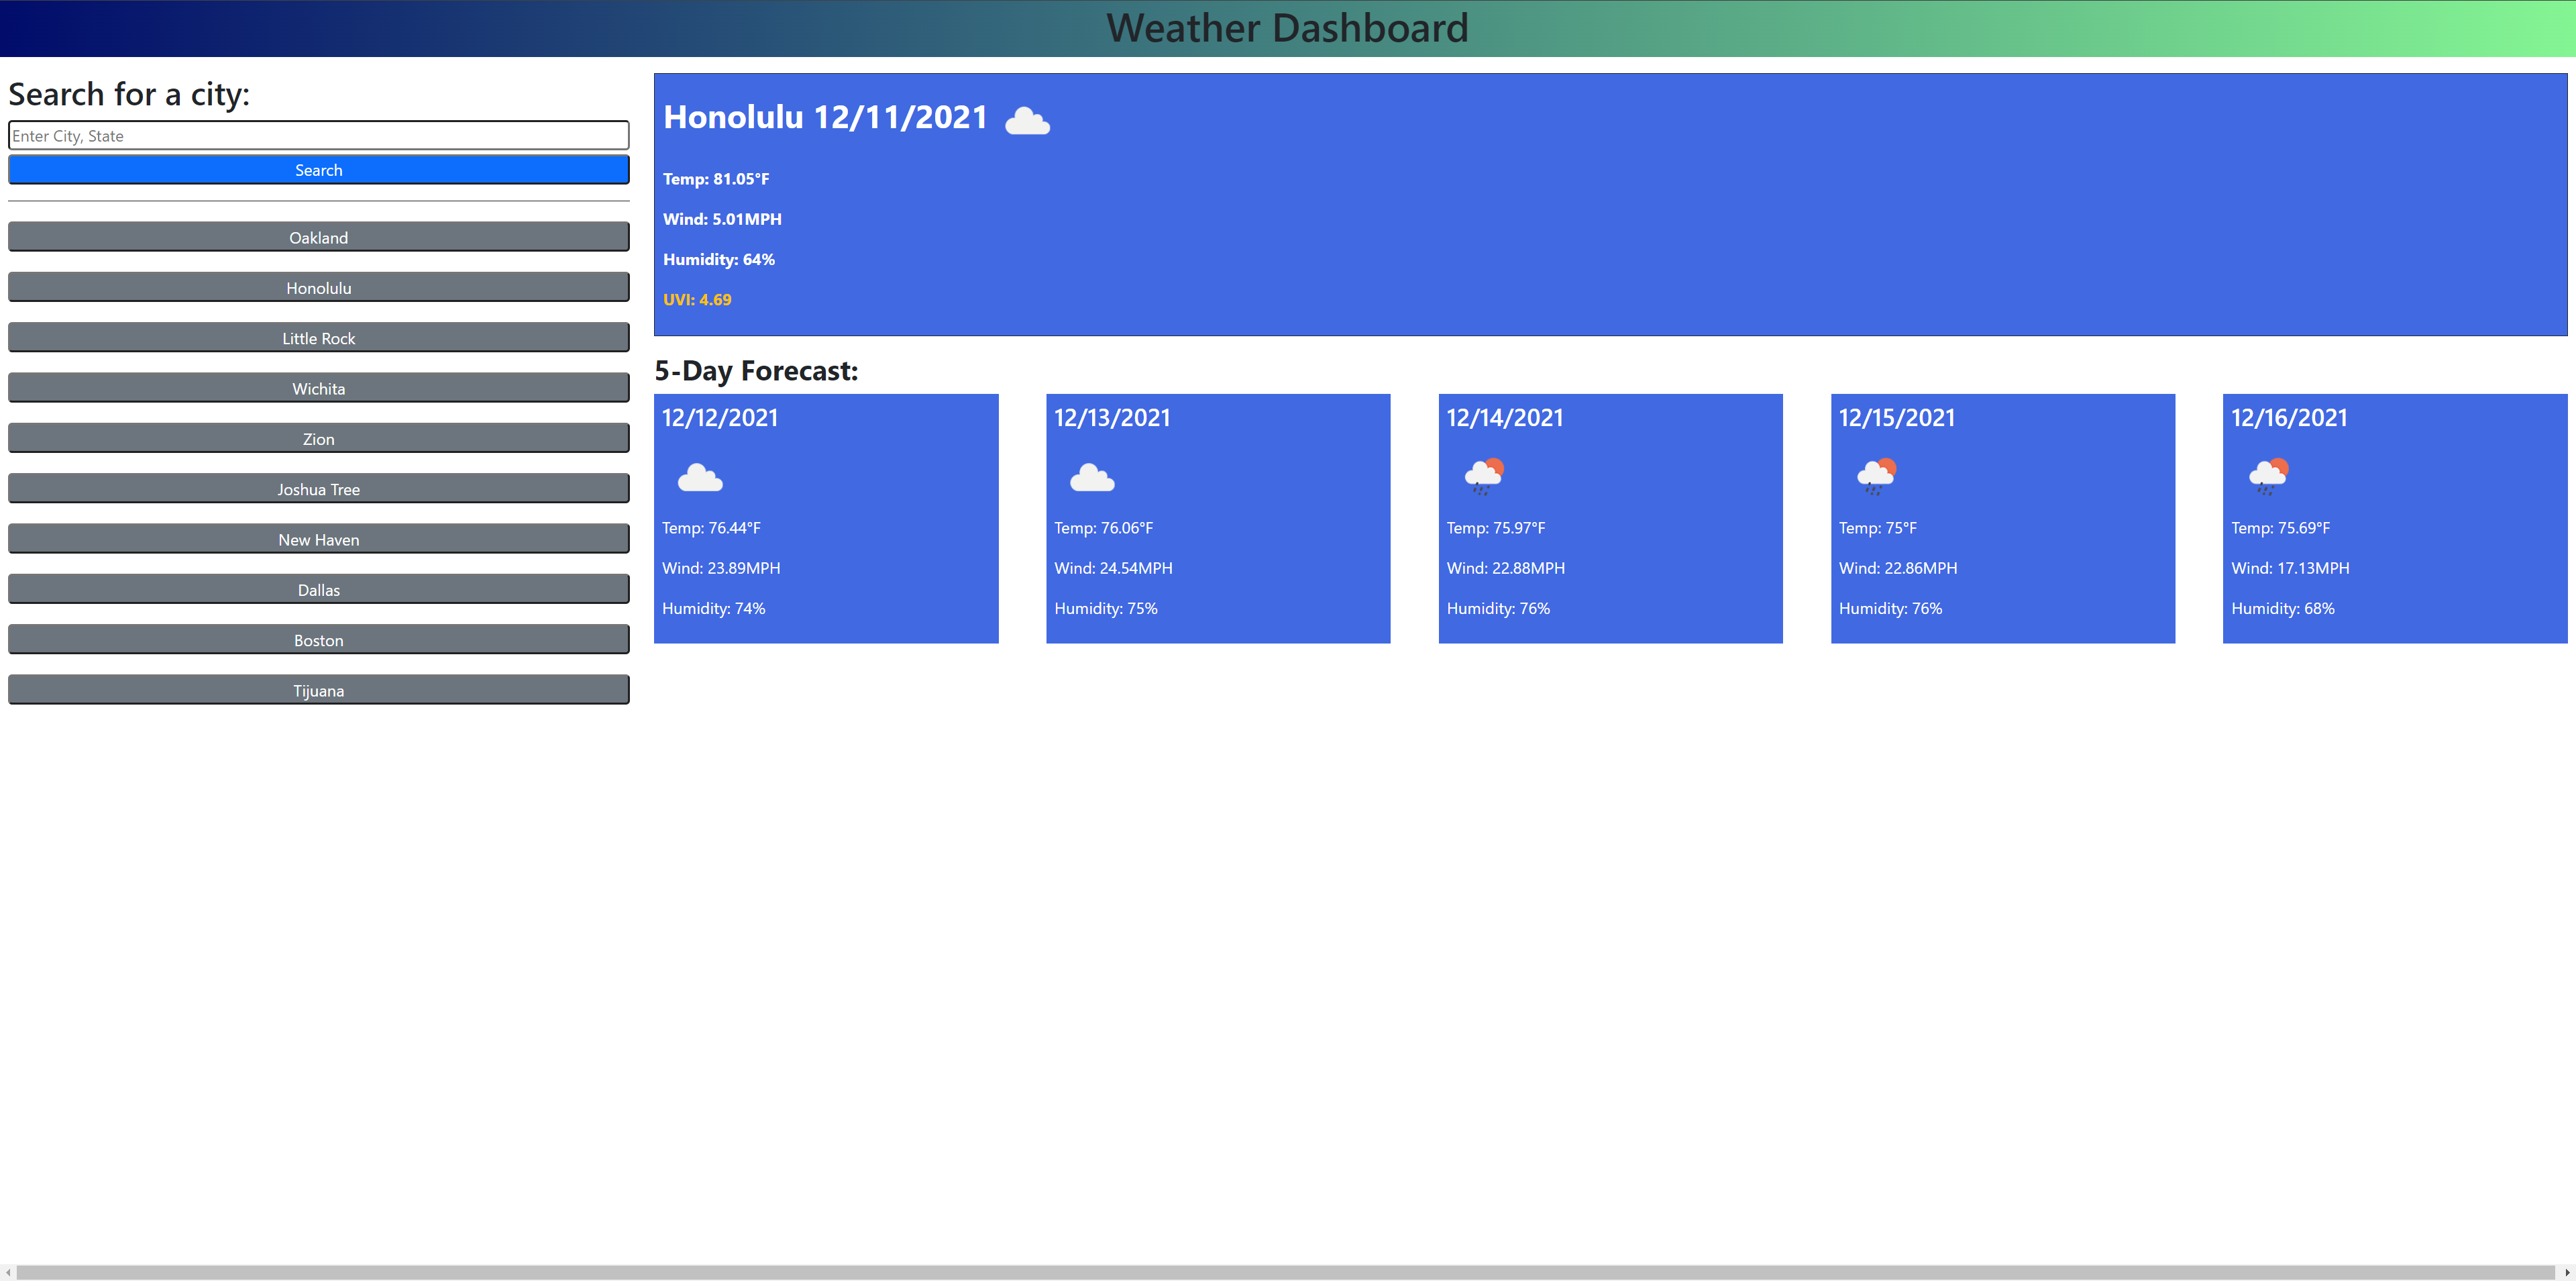 Weather Dashboard
Search for a city:
Enter City, State
Search
Oakland
Honolulu
Little Rock
Wichita
Zion
Joshua Tree
New Haven
Dallas
Boston
Tijuana
Honolulu 12/11/2021
Temp: 81.05°F
Wind: 5.01MPH
Humidity: 64%
UVI: 4.69
5-Day Forecast:
12/12/2021
Temp: 76.44°F
Wind: 23.89MPH
Humidity: 74%
12/13/2021
Temp: 76.06°F
Wind: 24.54MPH
Humidity: 75%
12/14/2021
Temp: 75.97°F
Wind: 22.88MPH
Humidity: 76%
12/15/2021
Temp: 75°F
Wind: 22.86MPH
Humidity: 76%
12/16/2021
Temp: 75.69°F
Wind: 17.13MPH
Humidity: 68%